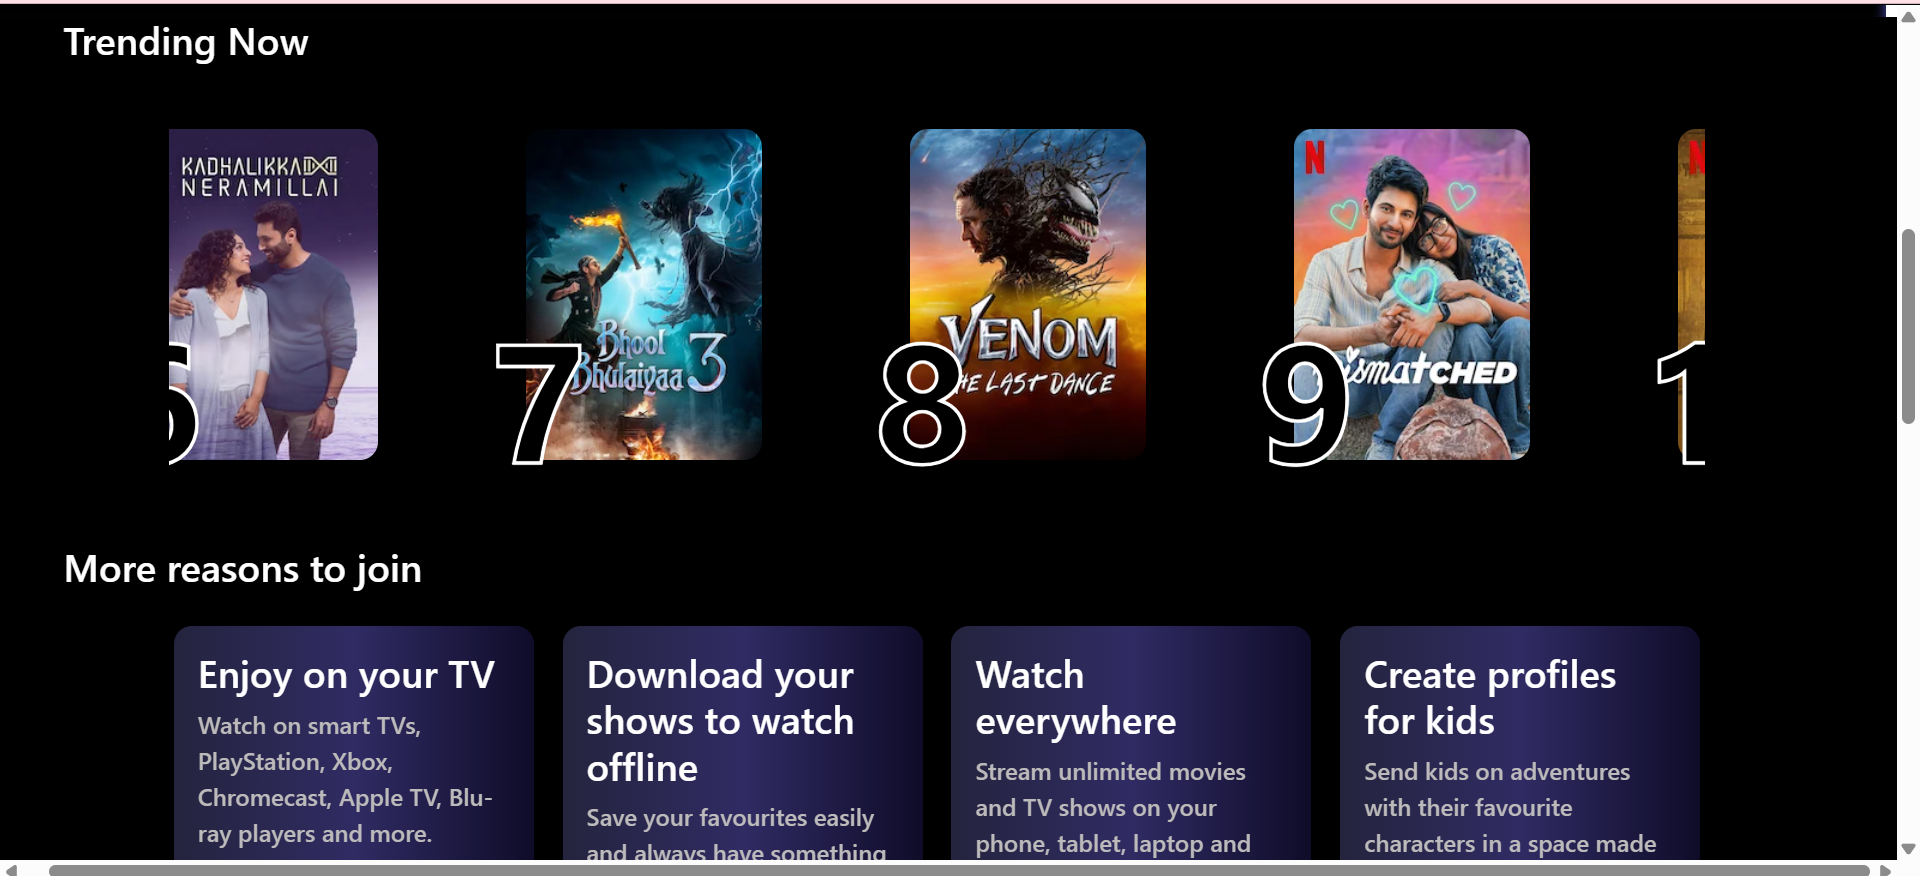 Trending Now
KADHALIKKA
NERAMILLAI
N
N
Bhool
Bhulaiyaa 3
VENOM
THE LAST DANCE
mismatched
6
7
8
9
1
More reasons to join
Enjoy on your TV
Watch on smart TVs,
PlayStation, Xbox,
Chromecast, Apple TV, Blu-
ray players and more.
Download your
shows to watch
offline
Save your favourites easily
and always have something
Watch
everywhere
Stream unlimited movies
and TV shows on your
phone, tablet, laptop and
Create profiles
for kids
Send kids on adventures
with their favourite
characters in a space made